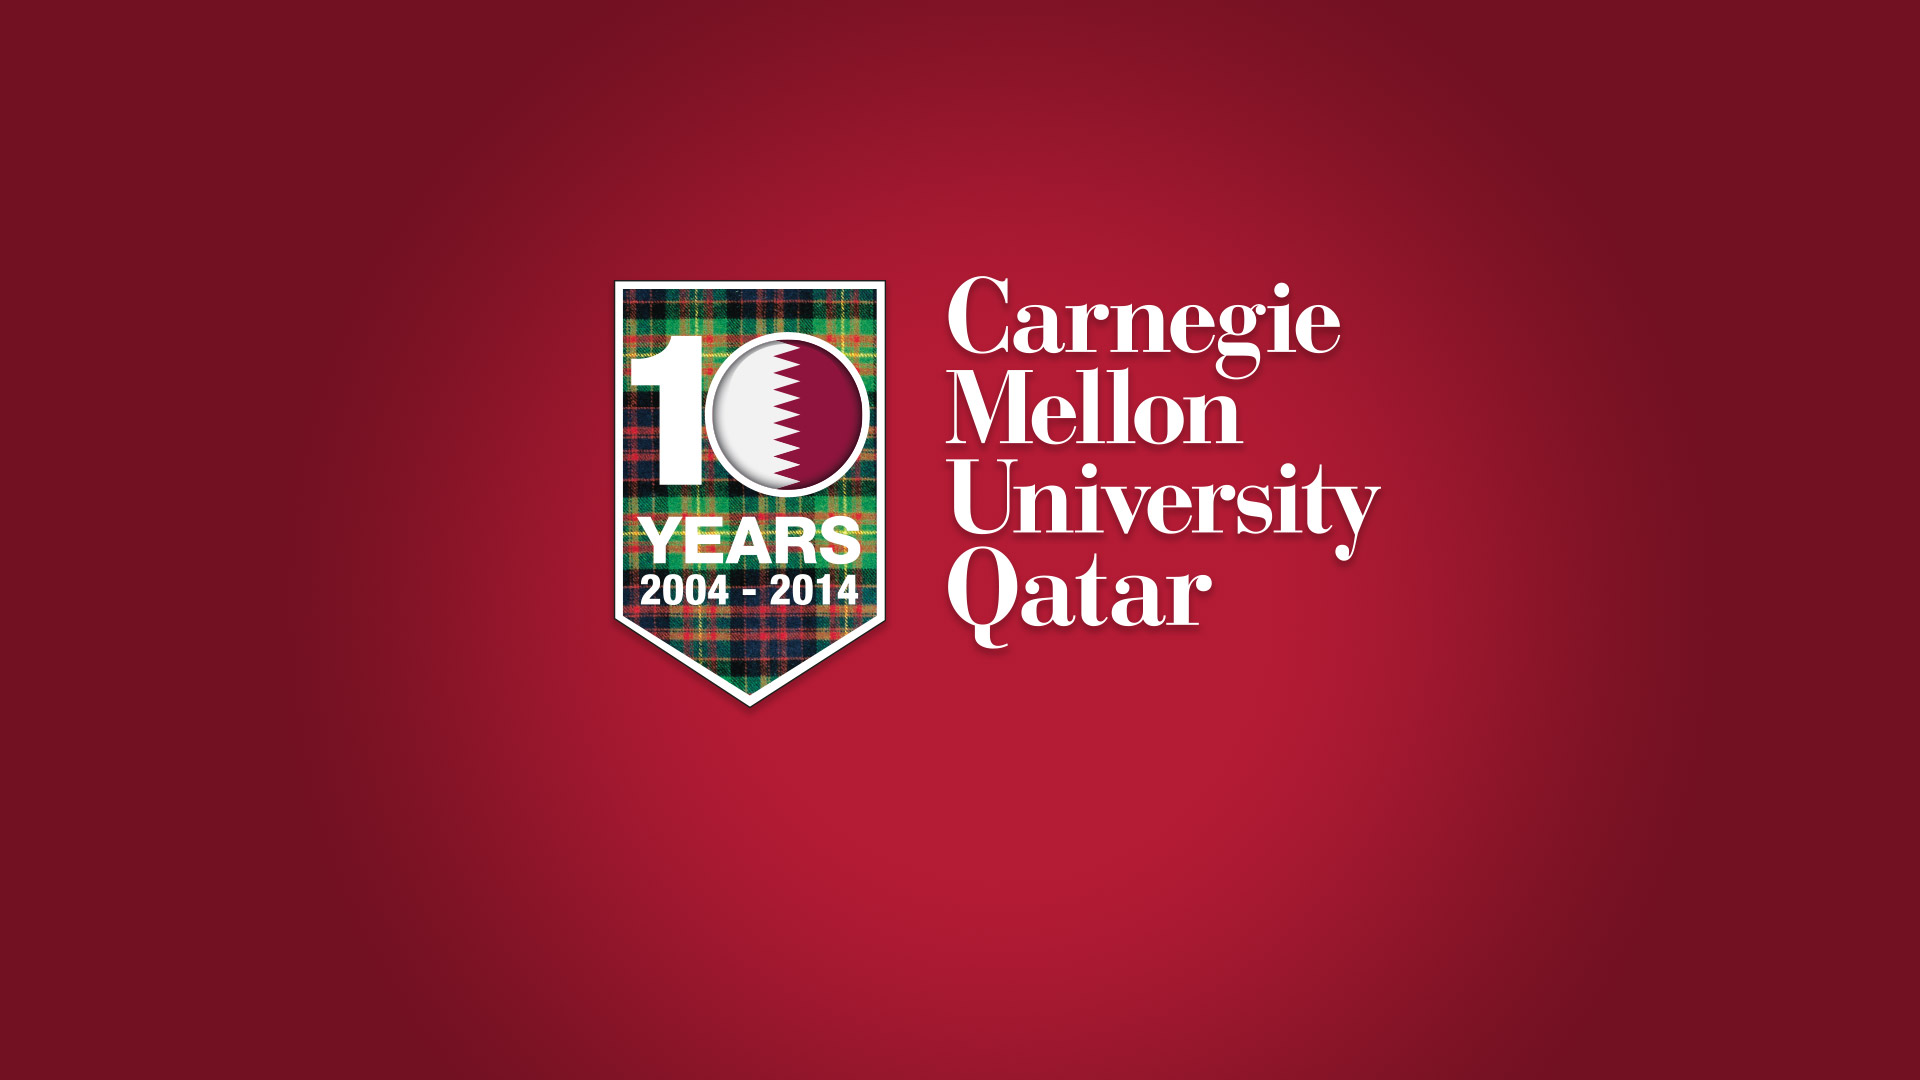 10
YEARS
2004 - 2014
Carnegie
Mellon
University
Qatar